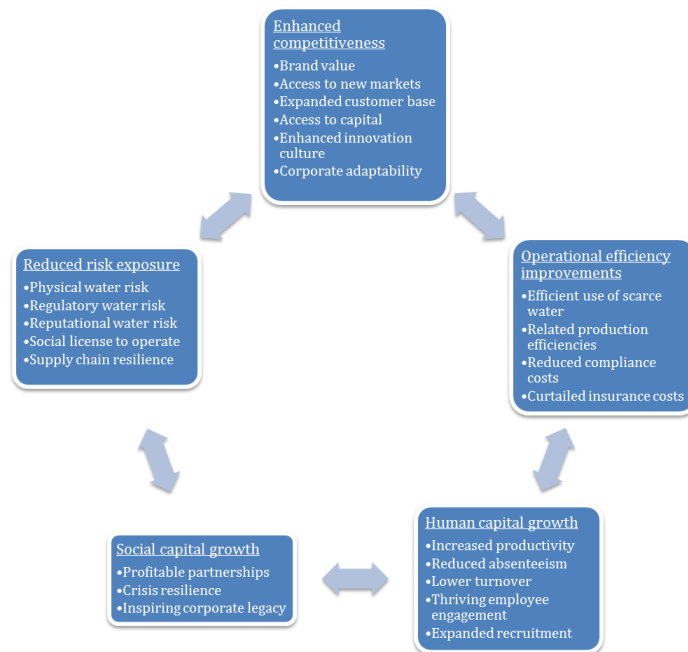 Enhanced
competitiveness
•Brand value
•Access to new markets
•Expanded customer base
•Access to capital
•Enhanced innovation
culture
•Corporate adaptability
Reduced risk exposure
•Physical water risk
•Regulatory water risk
•Reputational water risk
•Social license to operate
•Supply chain resilience
Operational efficiency
improvements
•Efficient use of scarce
water
•Related production
efficiencies
•Reduced compliance
costs
•Curtailed insurance costs
Social capital growth
•Profitable partnerships
•Crisis resilience
•Inspiring corporate legacy
Human capital growth
•Increased productivity
•Reduced absenteeism
•Lower turnover
•Thriving employee
engagement
•Expanded recruitment